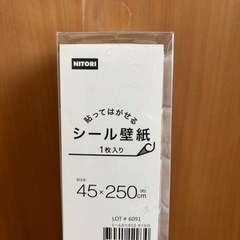 NITORI
貼ってはがせる
シール壁紙
1枚入り
size:
45×250cm
LOT # 6091